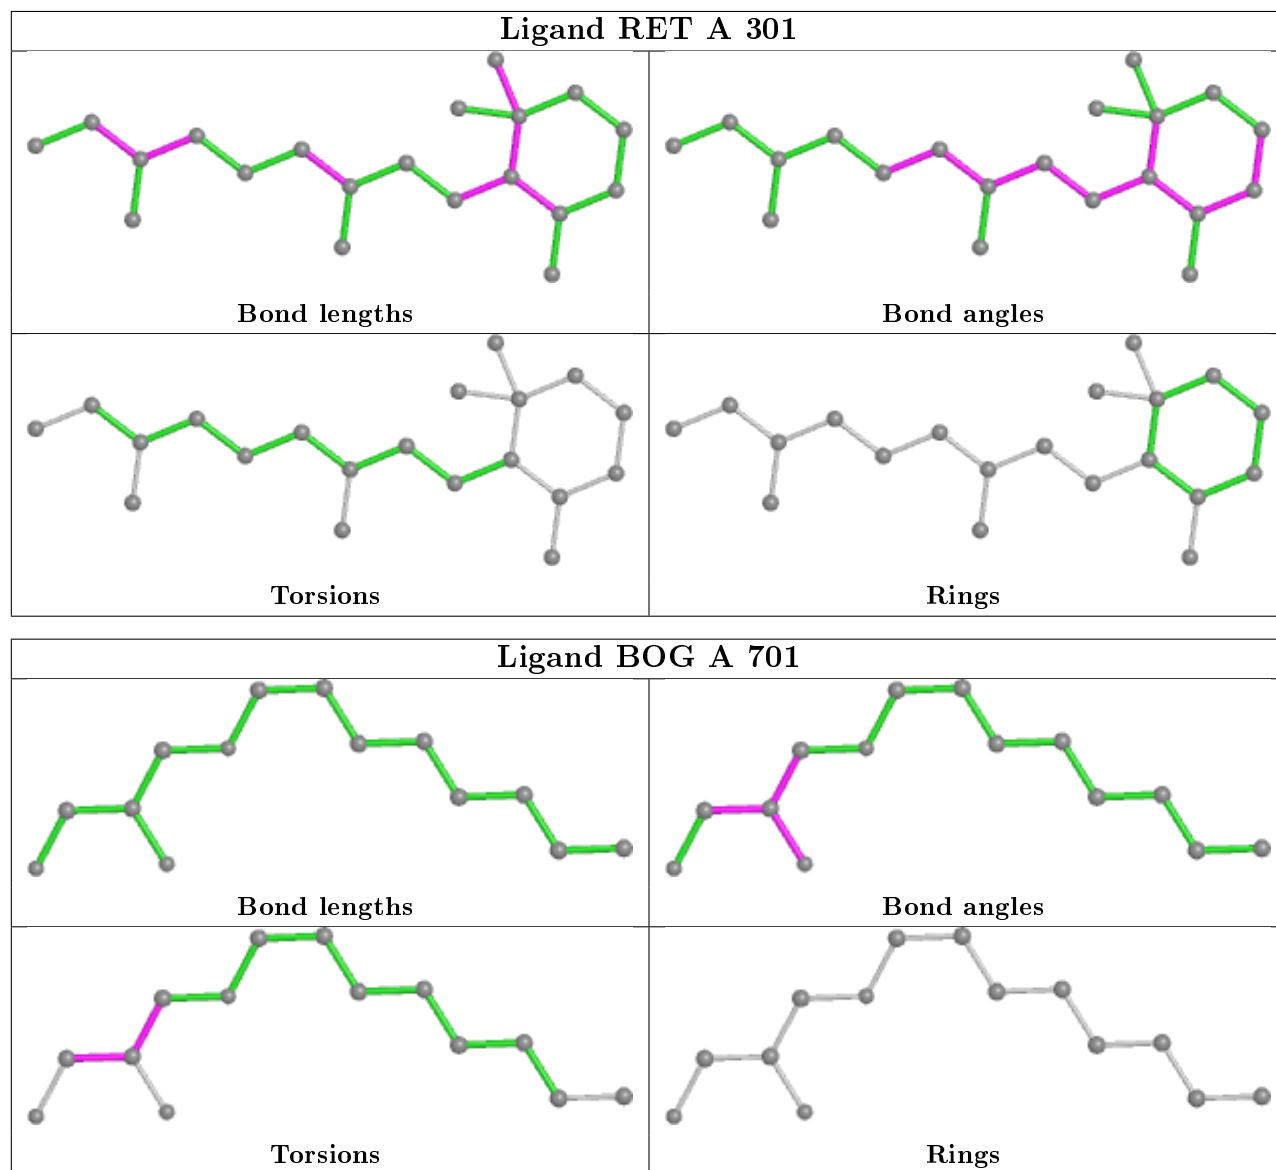 Ligand RET A 301
Bond lengths
Bond angles
Torsions
Rings
Ligand BOG A 701
Bond lengths
Bond angles
Torsions
Rings